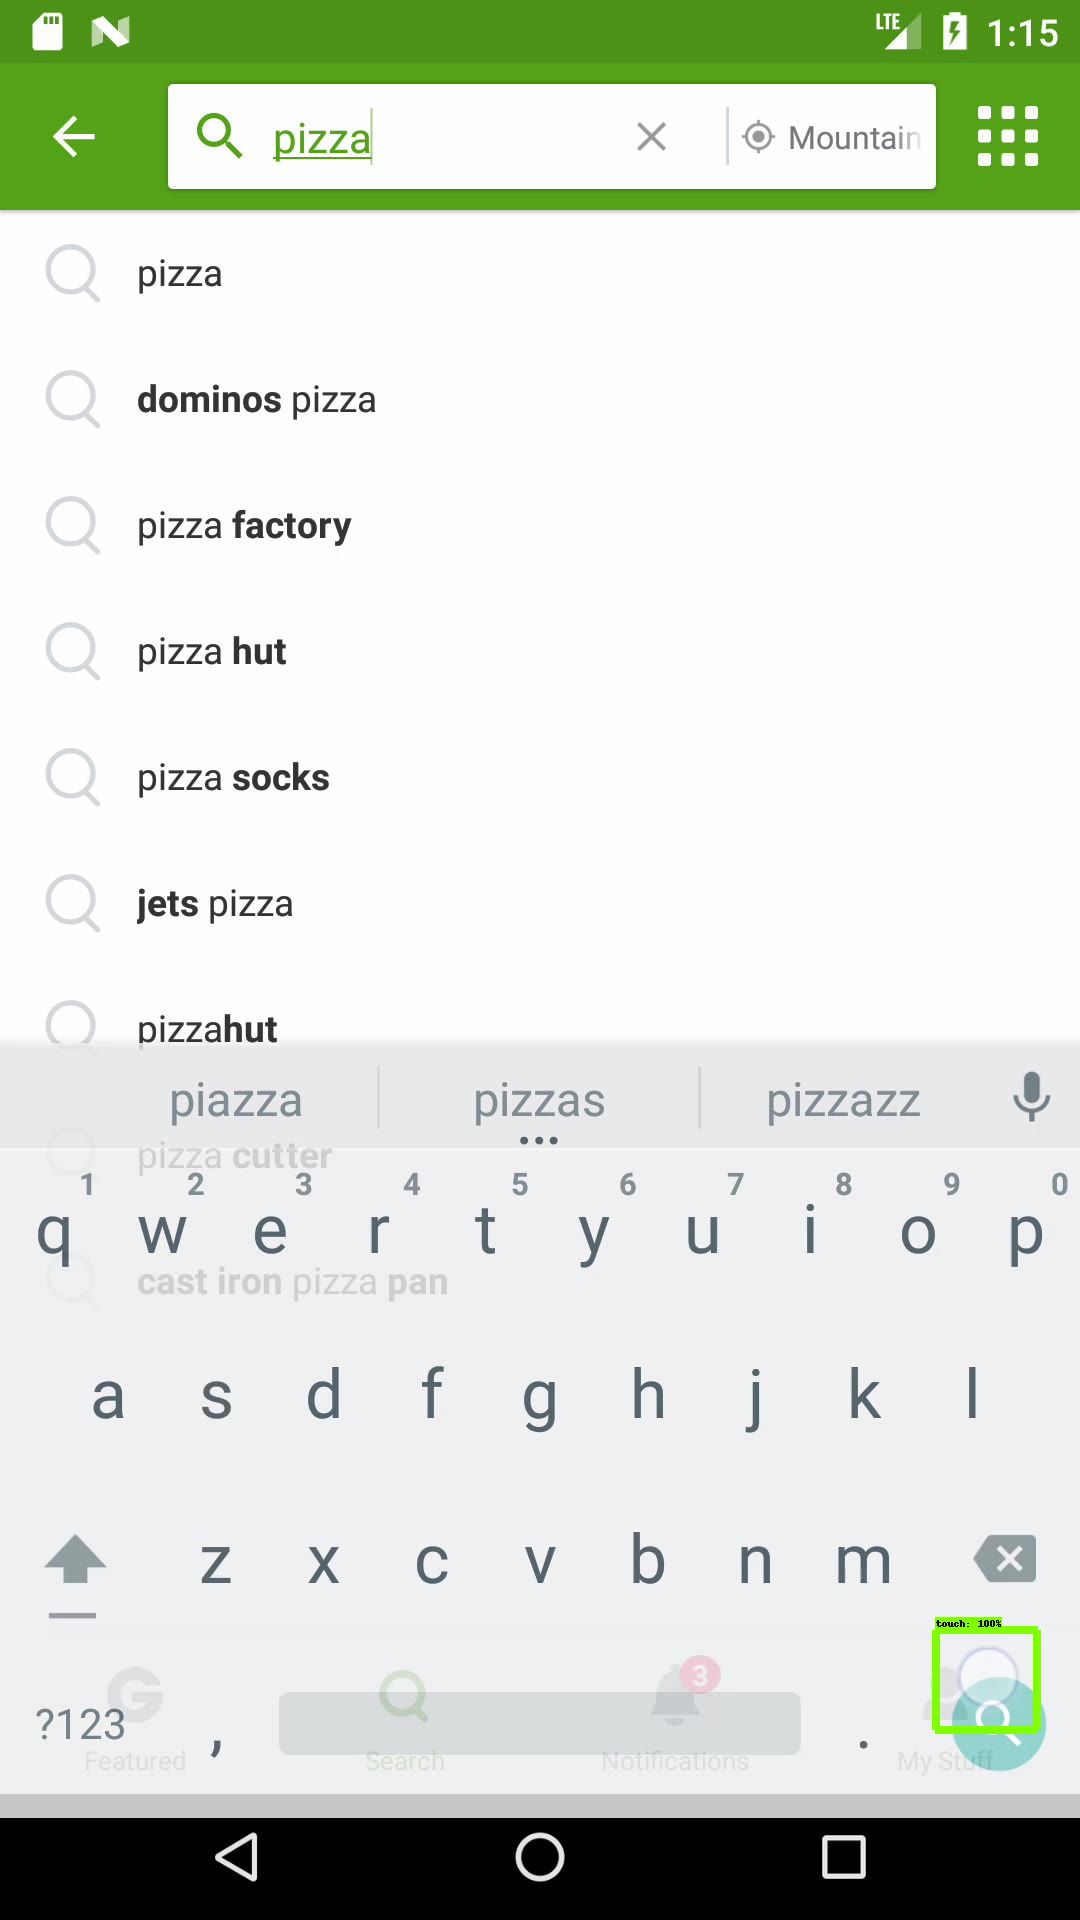 LTE 1:15
pizza Mountain
pizza
dominos pizza
pizza factory
pizza hut
pizza socks
jets pizza
pizzahut
piazza pizzas pizzazz
pizza cutter
1 2 3 4 5 6 7 8 9 0
q w e r t y u i o p
cast iron pizza pan
a s d f g h j k l
z x c v b n m
touch: 100%
3
?123 , .
Featured Search Notifications My Stuff